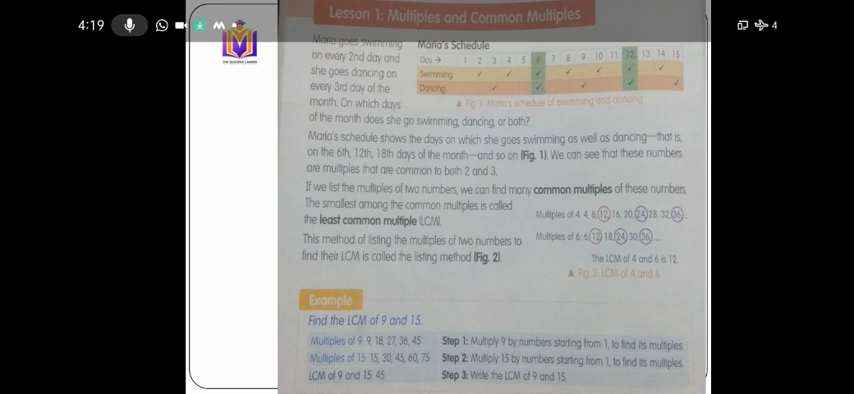 4:19
4
THE SUCCESS LADDER
Lesson 1: Multiples and Common Multiples
Maria goes swimming
on every 2nd day and
she goes dancing on
every 3rd day of the
month. On which days
of the month does she go swimming, dancing, or both?
Maria's Schedule
Day → 1 2 3 4 5 6 7 8 9 10 11 12 13 14 15
Swimming ✓ ✓ ✓ ✓ ✓ ✓ ✓
Dancing ✓ ✓ ✓ ✓ ✓
▲ Fig. 1: Maria's schedule of swimming and dancing
Maria's schedule shows the days on which she goes swimming as well as dancing—that is,
on the 6th, 12th, 18th days of the month—and so on (Fig. 1). We can see that these numbers
are multiples that are common to both 2 and 3.
If we list the multiples of two numbers, we can find many common multiples of these numbers.
The smallest among the common multiples is called
the least common multiple (LCM).
This method of listing the multiples of two numbers to
find their LCM is called the listing method (Fig. 2).
Multiples of 4: 4, 8, 12, 16, 20, 24, 28, 32, 36, ...
Multiples of 6: 6, 12, 18, 24, 30, 36, ...
The LCM of 4 and 6 is 12.
▲ Fig. 2: LCM of 4 and 6
Example
Find the LCM of 9 and 15.
Multiples of 9: 9, 18, 27, 36, 45
Step 1: Multiply 9 by numbers starting from 1, to find its multiples.
Multiples of 15: 15, 30, 45, 60, 75
Step 2: Multiply 15 by numbers starting from 1, to find its multiples.
LCM of 9 and 15: 45
Step 3: Write the LCM of 9 and 15.